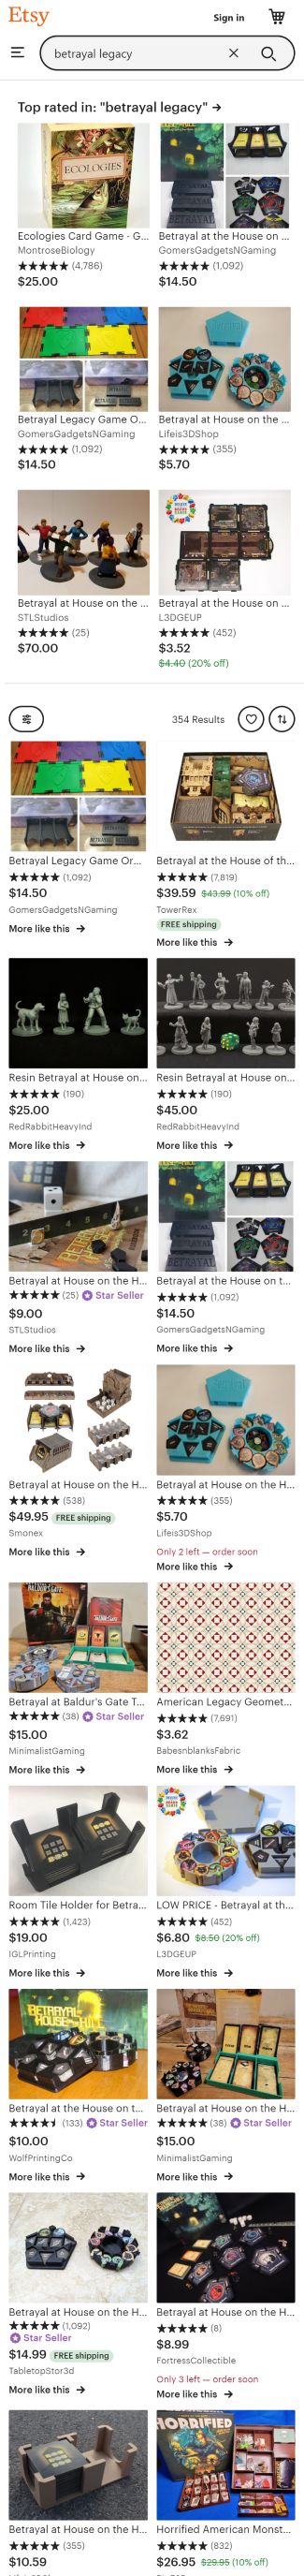 Etsy
Sign in
betrayal legacy
Top rated in: "betrayal legacy" →
ECOLOGIES
Ecologies Card Game - G...
MontroseBiology
★★★★★ (4,786)
$25.00
BETRAYAL
Betrayal at the House on ...
GomersGadgetsNGaming
★★★★★ (1,092)
$14.50
Betrayal Legacy Game O...
GomersGadgetsNGaming
★★★★★ (1,092)
$14.50
Betrayal at House on the ...
Lifeis3DShop
★★★★★ (355)
$5.70
Betrayal at House on the ...
STLStudios
★★★★★ (25)
$70.00
Betrayal at the House on ...
L3DGEUP
★★★★★ (452)
$3.52
$4.40 (20% off)
354 Results
Betrayal Legacy Game Or...
★★★★★ (1,092)
$14.50
GomersGadgetsNGaming
More like this →
Betrayal at the House of th...
★★★★★ (7,819)
$39.59 $43.99 (10% off)
TowerRex
FREE shipping
More like this →
Resin Betrayal at House on...
★★★★★ (190)
$25.00
RedRabbitHeavyInd
More like this →
Resin Betrayal at House on...
★★★★★ (190)
$45.00
RedRabbitHeavyInd
More like this →
Betrayal at House on the H...
★★★★★ (25) Star Seller
$9.00
STLStudios
More like this →
BETRAYAL
Betrayal at the House on t...
★★★★★ (1,092)
$14.50
GomersGadgetsNGaming
More like this →
Betrayal at House on the H...
★★★★★ (538)
$49.95 FREE shipping
Smonex
More like this →
Betrayal at House on the H...
★★★★★ (355)
$5.70
Lifeis3DShop
Only 2 left — order soon
More like this →
Betrayal at Baldur's Gate T...
★★★★★ (38) Star Seller
$15.00
MinimalistGaming
More like this →
American Legacy Geomet...
★★★★★ (7,691)
$3.62
BabesnblanksFabric
More like this →
Room Tile Holder for Betra...
★★★★★ (1,423)
$19.00
IGLPrinting
More like this →
LOW PRICE - Betrayal at th...
★★★★★ (452)
$6.80 $8.50 (20% off)
L3DGEUP
More like this →
BETRAYAL
Betrayal at the House on t...
★★★★★ (133) Star Seller
$10.00
WolfPrintingCo
More like this →
Betrayal at House on the H...
★★★★★ (38) Star Seller
$15.00
MinimalistGaming
More like this →
Betrayal at House on the H...
★★★★★ (1,092)
Star Seller
$14.99 FREE shipping
TabletopStor3d
More like this →
Betrayal at House on the H...
★★★★★ (8)
$8.99
FortressCollectible
Only 3 left — order soon
More like this →
Betrayal at House on the H...
★★★★★ (355)
$10.59
HORRIFIED
Horrified American Monst...
★★★★★ (832)
$26.95 $29.95 (10% off)